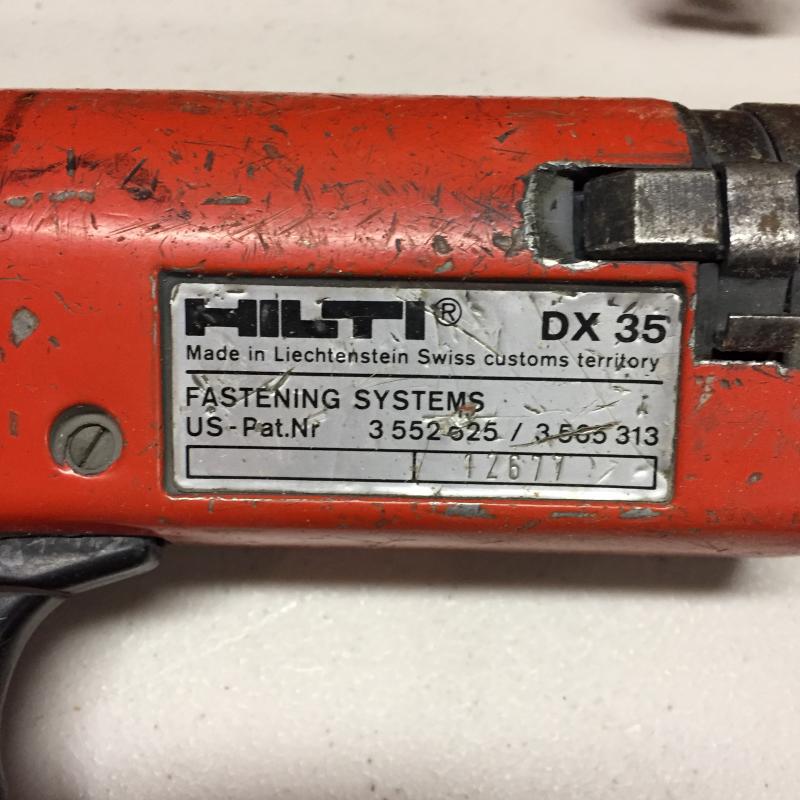 HILTI® DX 35
Made in Liechtenstein Swiss customs territory
FASTENING SYSTEMS
US-Pat.Nr 3 552 625 / 3 565 313
12677